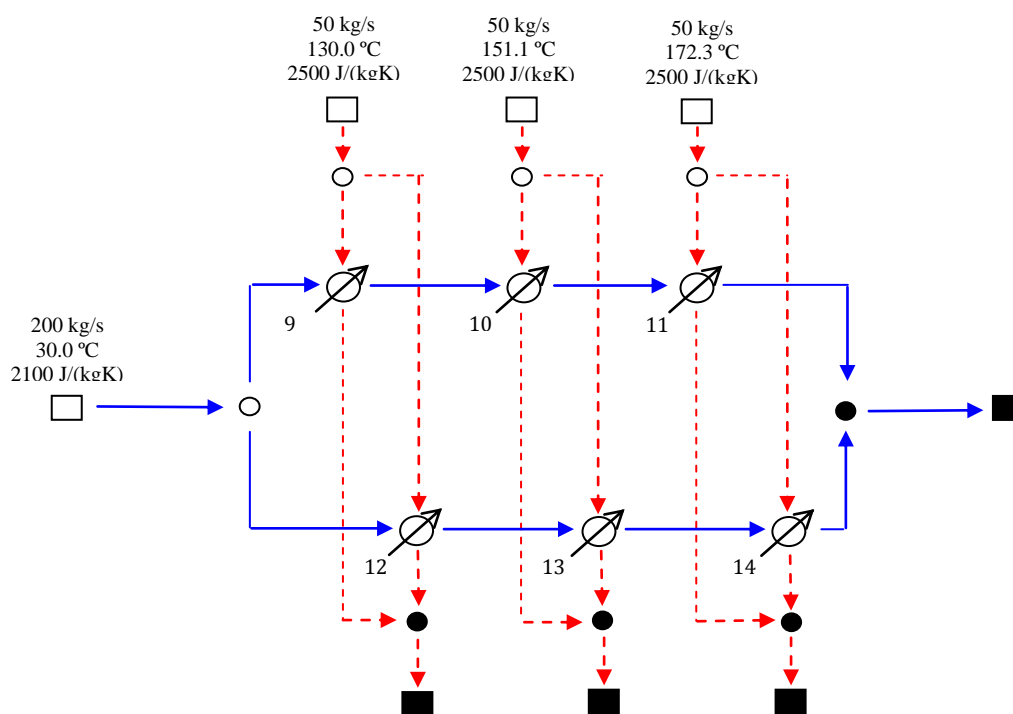 50 kg/s
130.0 ºC
2500 J/(kgK)
50 kg/s
151.1 ºC
2500 J/(kgK)
50 kg/s
172.3 ºC
2500 J/(kgK)
9
10
11
200 kg/s
30.0 ºC
2100 J/(kgK)
12
13
14